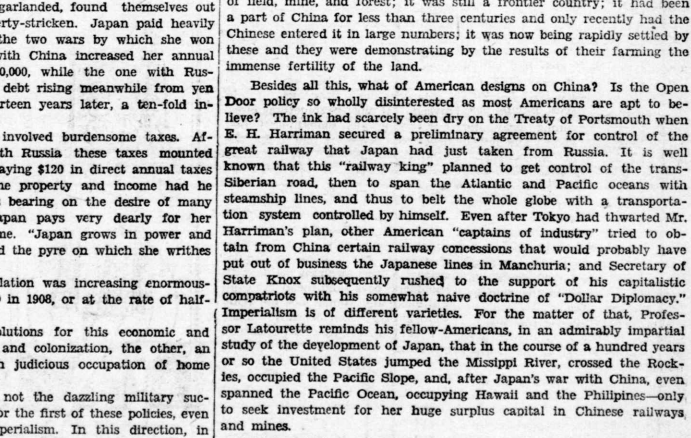 garlanded, found themselves out
rty-stricken. Japan paid heavily
the two wars by which she won
with China increased her annual
0,000, while the one with Rus-
debt rising meanwhile from yen
rteen years later, a ten-fold in-
involved burdensome taxes. Af-
th Russia these taxes mounted
aying $120 in direct annual taxes
he property and income had he
bearing on the desire of many
apan pays very dearly for her
ne. "Japan grows in power and
d the pyre on which she writhes
lation was increasing enormous-
in 1908, or at the rate of half-
olutions for this economic and
and colonization, the other, an
n judicious occupation of home
not the dazzling military suc-
or the first of these policies, even
perialism. In this direction, in
of field, mine, and forest; it was still a frontier country; it had been
a part of China for less than three centuries and only recently had the
Chinese entered it in large numbers; it was now being rapidly settled by
these and they were demonstrating by the results of their farming the
immense fertility of the land.
Besides all this, what of American designs on China? Is the Open
Door policy so wholly disinterested as most Americans are apt to be-
lieve? The ink had scarcely been dry on the Treaty of Portsmouth when
E. H. Harriman secured a preliminary agreement for control of the
great railway that Japan had just taken from Russia. It is well
known that this "railway king" planned to get control of the trans-
Siberian road, then to span the Atlantic and Pacific oceans with
steamship lines, and thus to belt the whole globe with a transporta-
tion system controlled by himself. Even after Tokyo had thwarted Mr.
Harriman's plan, other American "captains of industry" tried to ob-
tain from China certain railway concessions that would probably have
put out of business the Japanese lines in Manchuria; and Secretary of
State Knox subsequently rushed to the support of his capitalistic
compatriots with his somewhat naive doctrine of "Dollar Diplomacy."
Imperialism is of different varieties. For the matter of that, Profes-
sor Latourette reminds his fellow-Americans, in an admirably impartial
study of the development of Japan, that in the course of a hundred years
or so the United States jumped the Missippi River, crossed the Rock-
ies, occupied the Pacific Slope, and, after Japan's war with China, even
spanned the Pacific Ocean, occupying Hawaii and the Philipines—only
to seek investment for her huge surplus capital in Chinese railways
and mines.